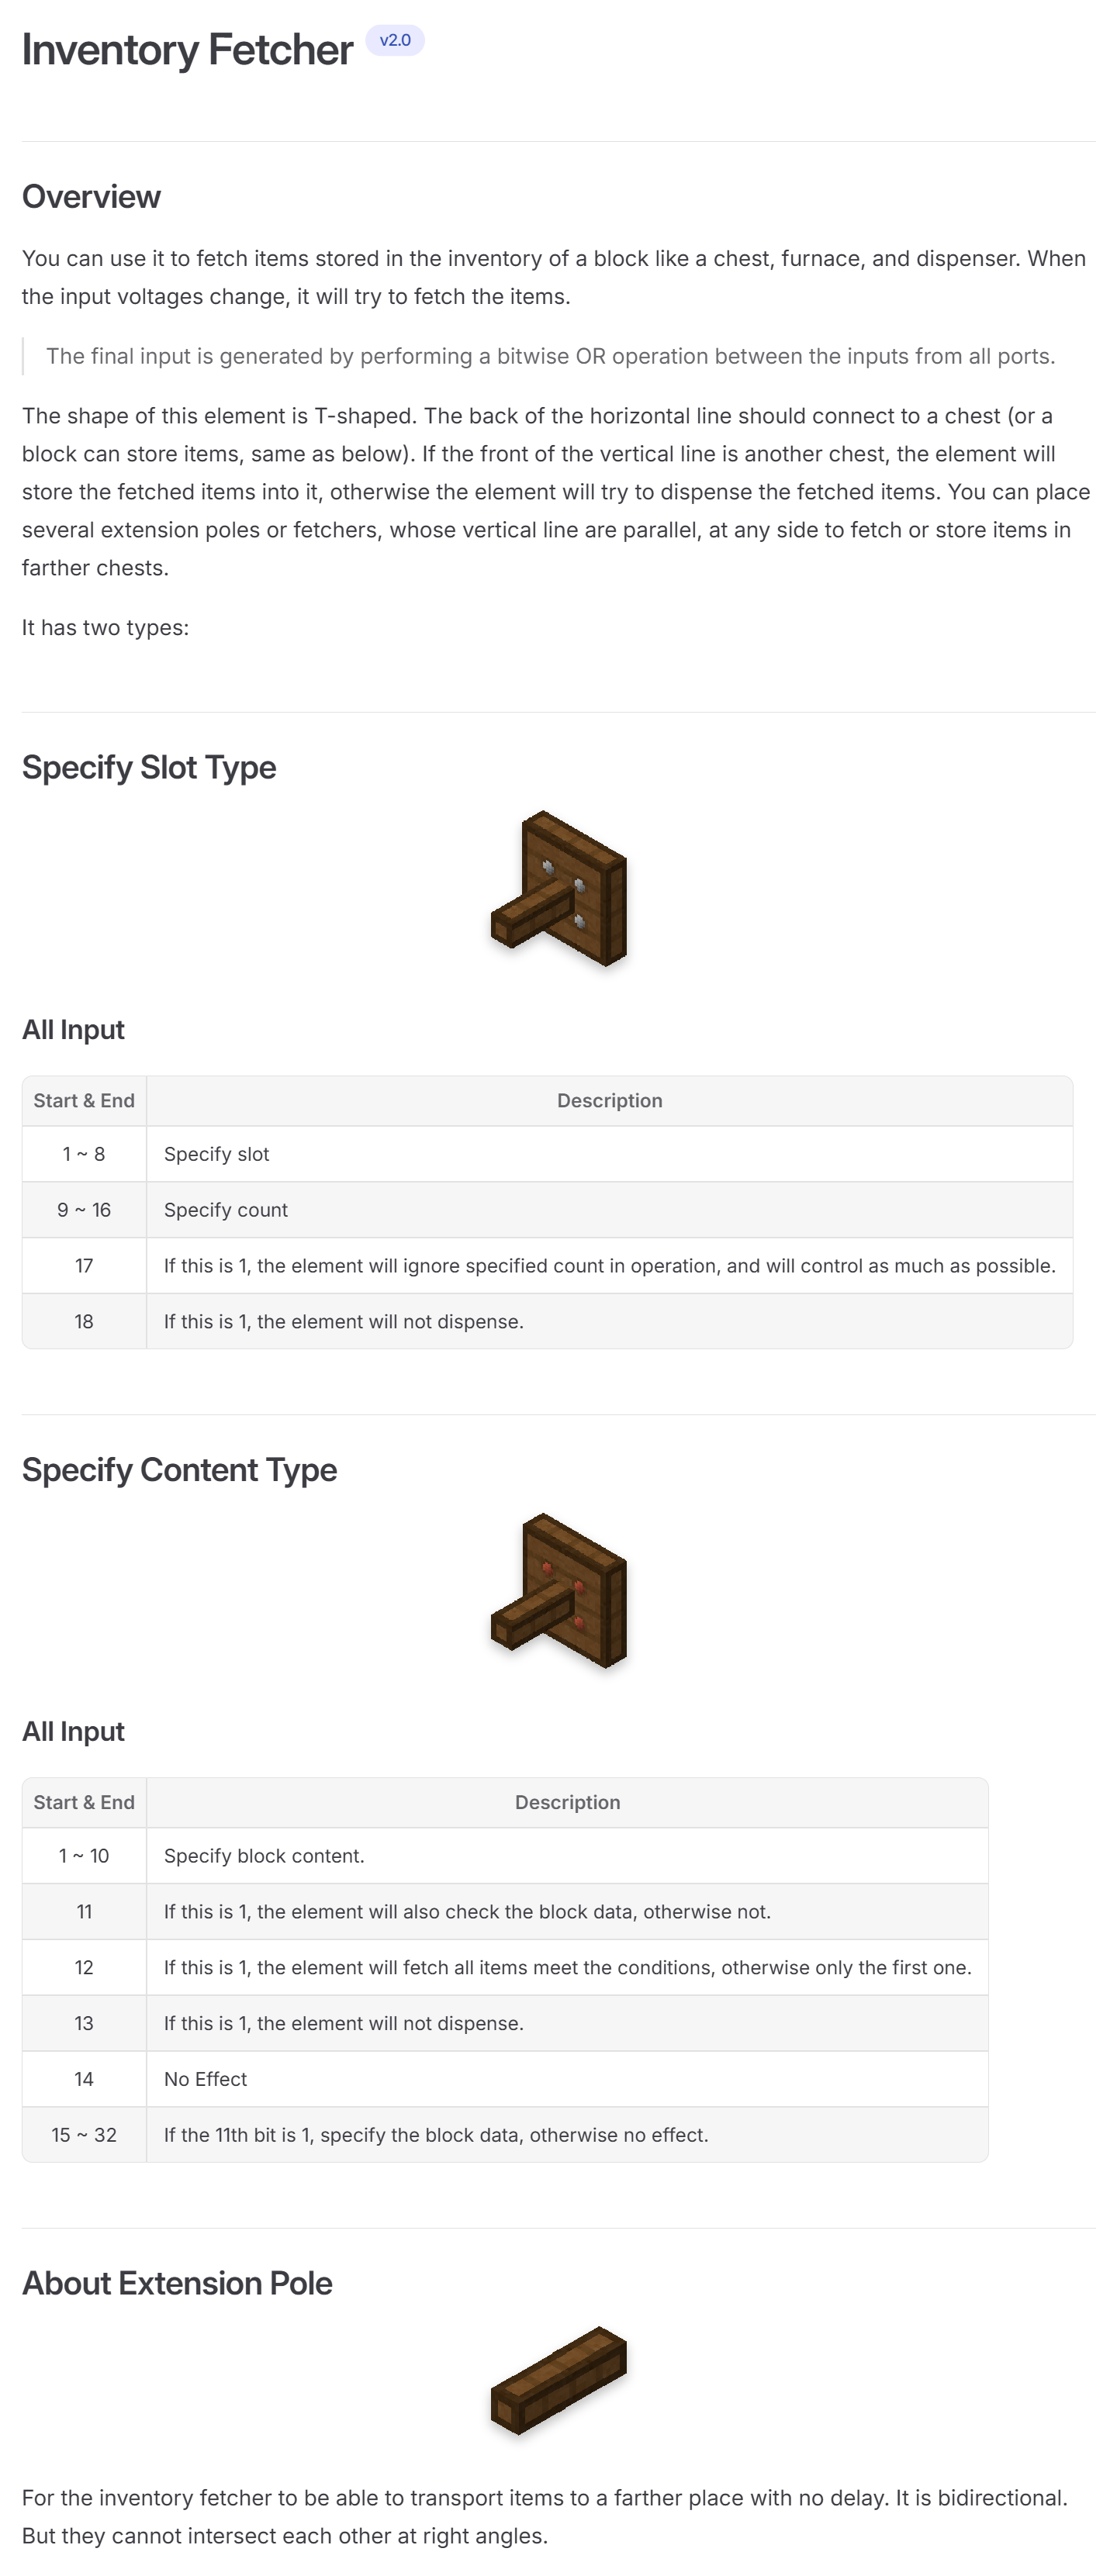 Inventory Fetcher v2.0
Overview
You can use it to fetch items stored in the inventory of a block like a chest, furnace, and dispenser. When
the input voltages change, it will try to fetch the items.
The final input is generated by performing a bitwise OR operation between the inputs from all ports.
The shape of this element is T-shaped. The back of the horizontal line should connect to a chest (or a
block can store items, same as below). If the front of the vertical line is another chest, the element will
store the fetched items into it, otherwise the element will try to dispense the fetched items. You can place
several extension poles or fetchers, whose vertical line are parallel, at any side to fetch or store items in
farther chests.
It has two types:
Specify Slot Type
All Input
Start & End Description
1 ~ 8 Specify slot
9 ~ 16 Specify count
17 If this is 1, the element will ignore specified count in operation, and will control as much as possible.
18 If this is 1, the element will not dispense.
Specify Content Type
All Input
Start & End Description
1 ~ 10 Specify block content.
11 If this is 1, the element will also check the block data, otherwise not.
12 If this is 1, the element will fetch all items meet the conditions, otherwise only the first one.
13 If this is 1, the element will not dispense.
14 No Effect
15 ~ 32 If the 11th bit is 1, specify the block data, otherwise no effect.
About Extension Pole
For the inventory fetcher to be able to transport items to a farther place with no delay. It is bidirectional.
But they cannot intersect each other at right angles.